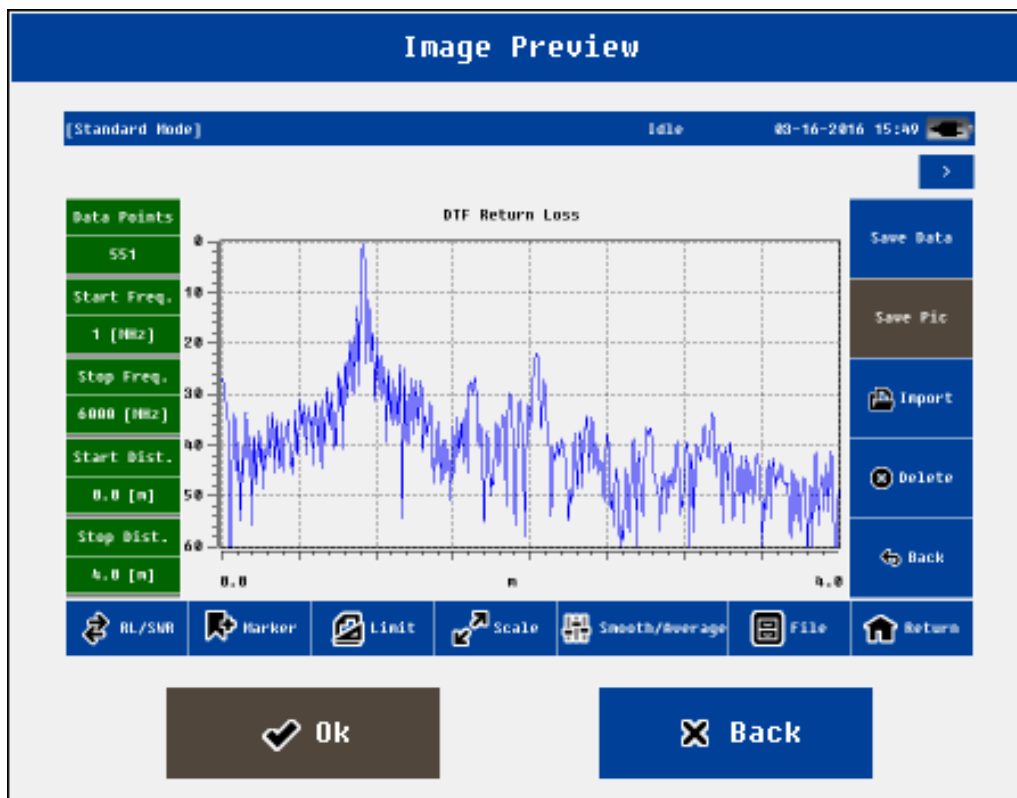 Image Preview
[Standard Mode] Idle 03-16-2016 15:49
>
Data Points
551
Start Freq.
1 [MHz]
Stop Freq.
6000 [MHz]
Start Dist.
0.0 [m]
Stop Dist.
4.0 [m]
DTF Return Loss
0
10
20
30
40
50
60
0.0 m 4.0
Save Data
Save Pic
Import
Delete
Back
RL/SWR Marker Limit Scale Smooth/Average File Return
Ok Back